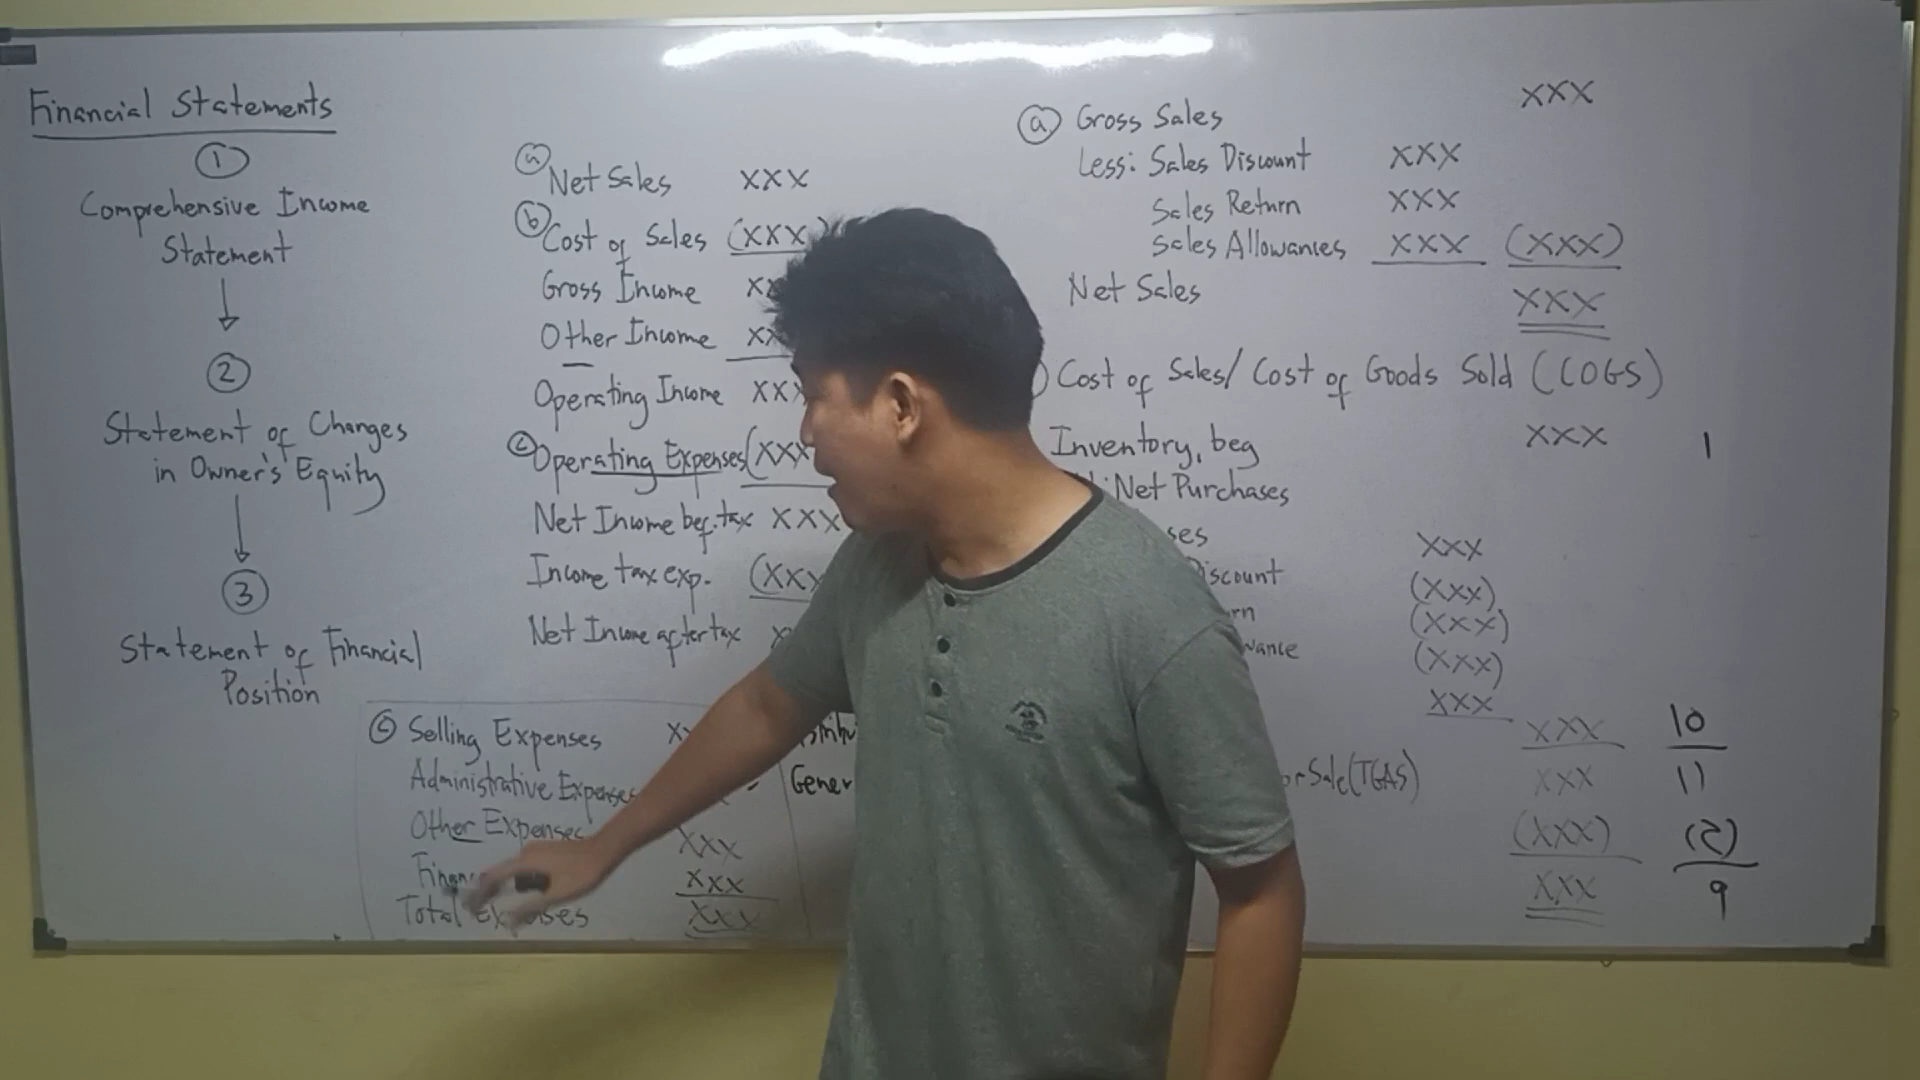 Financial Statements
①
Comprehensive Income
Statement
↓
②
Statement of Changes
in Owner's Equity
↓
③
Statement of Financial
Position
ⓐ Net Sales XXX
ⓑ Cost of Sales (XXX)
Gross Income
Other Income
Operating Income XXX
ⓒ Operating Expenses (XXX
Net Income bef. tax XXX
Income tax exp. (XXX
Net Income after tax
ⓒ Selling Expenses
Administrative Expenses
Other Expenses XXX
XXX
Total Expenses XXX
ⓐ Gross Sales XXX
Less: Sales Discount XXX
Sales Return XXX
Sales Allowances XXX (XXX)
Net Sales XXX
Cost of Sales/ Cost of Goods Sold (COGS)
Inventory, beg XXX 1
Net Purchases
XXX
Discount (XXX)
(XXX)
(XXX)
XXX
XXX 10
Sale (TGAS) XXX 11
(XXX) (2)
XXX 9